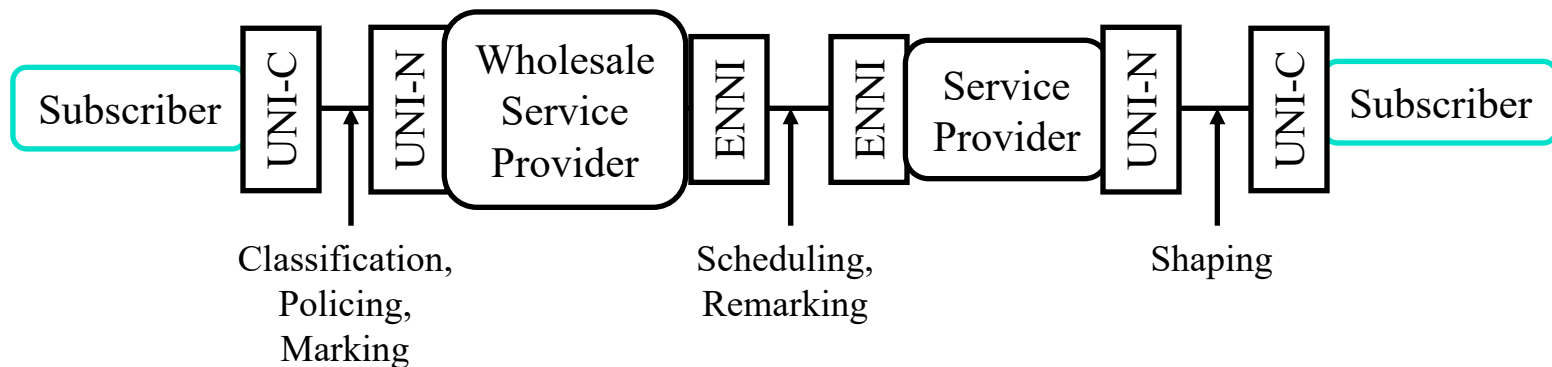 Subscriber
UNI-C
UNI-N
Wholesale
Service
Provider
ENNI
ENNI
Service
Provider
UNI-N
UNI-C
Subscriber
Classification,
Policing,
Marking
Scheduling,
Remarking
Shaping